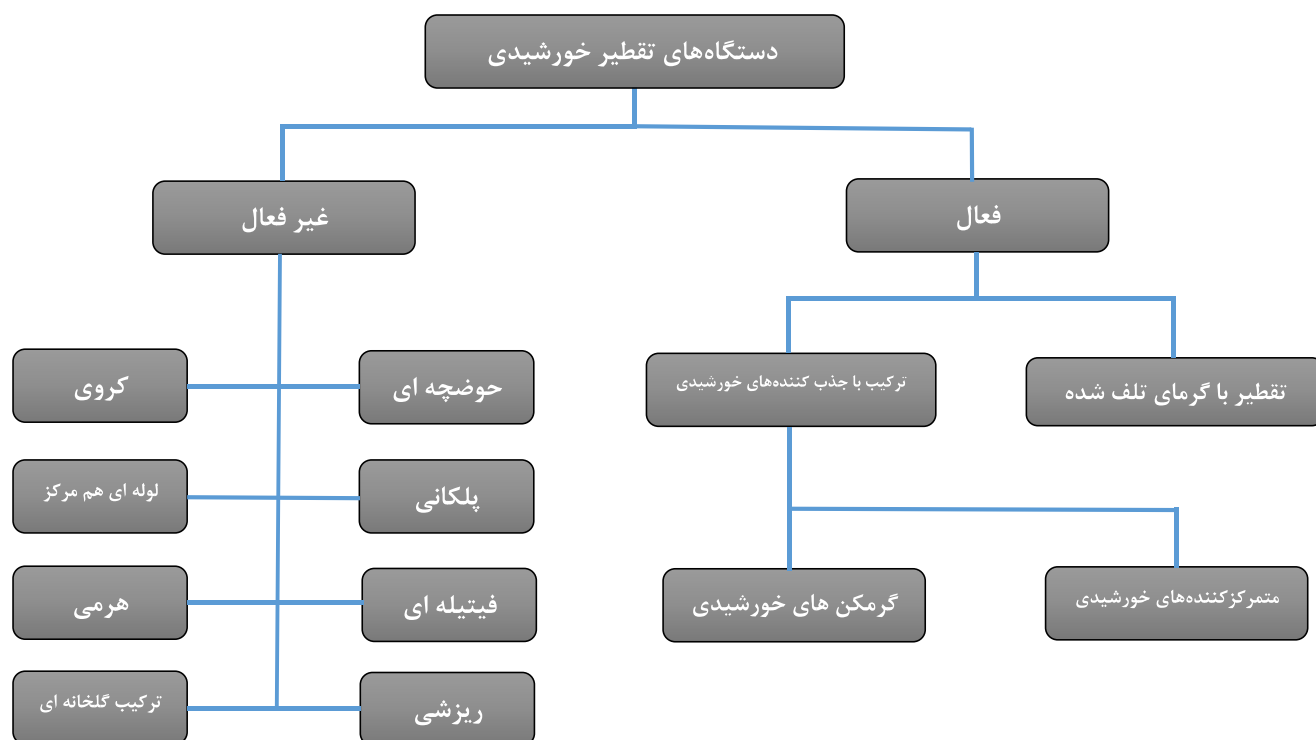 دستگاه‌های تقطیر خورشیدی
فعال
غیر فعال
تقطیر با گرمای تلف شده
ترکیب با جذب کننده‌های خورشیدی
متمرکزکننده‌های خورشیدی
گرمکن های خورشیدی
حوضچه ای
کروی
پلکانی
لوله ای هم مرکز
فیتیله ای
هرمی
ریزشی
ترکیب گلخانه ای